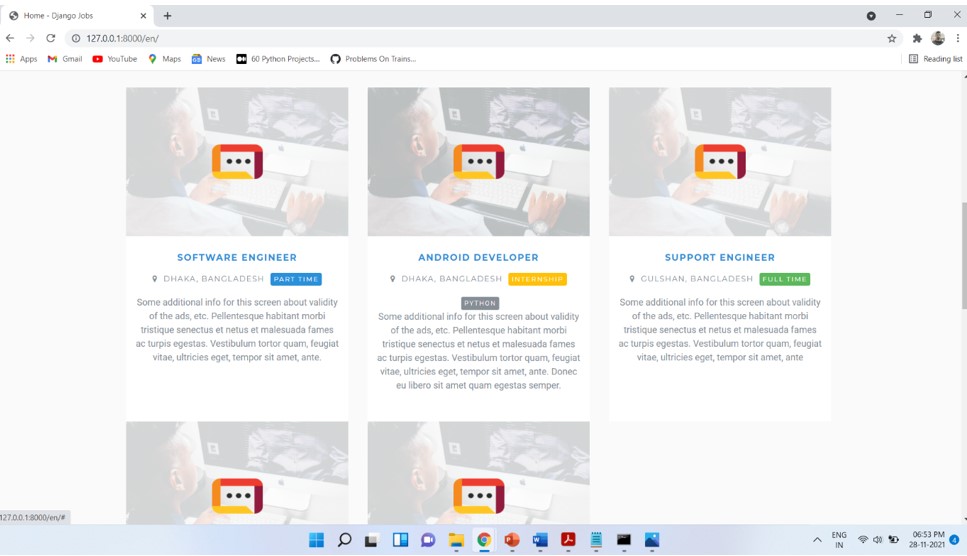 Home - Django Jobs
127.0.0.1:8000/en/
Apps
Gmail
YouTube
Maps
News
60 Python Projects...
Problems On Trains...
Reading list
SOFTWARE ENGINEER
DHAKA, BANGLADESH PART TIME
Some additional info for this screen about validity
of the ads, etc. Pellentesque habitant morbi
tristique senectus et netus et malesuada fames
ac turpis egestas. Vestibulum tortor quam, feugiat
vitae, ultricies eget, tempor sit amet, ante.
ANDROID DEVELOPER
DHAKA, BANGLADESH INTERNSHIP
PYTHON
Some additional info for this screen about validity
of the ads, etc. Pellentesque habitant morbi
tristique senectus et netus et malesuada fames
ac turpis egestas. Vestibulum tortor quam, feugiat
vitae, ultricies eget, tempor sit amet, ante. Donec
eu libero sit amet quam egestas semper.
SUPPORT ENGINEER
GULSHAN, BANGLADESH FULL TIME
Some additional info for this screen about validity
of the ads, etc. Pellentesque habitant morbi
tristique senectus et netus et malesuada fames
ac turpis egestas. Vestibulum tortor quam, feugiat
vitae, ultricies eget, tempor sit amet, ante
127.0.0.1:8000/en/#
ENG
IN
06:53 PM
28-11-2021
4